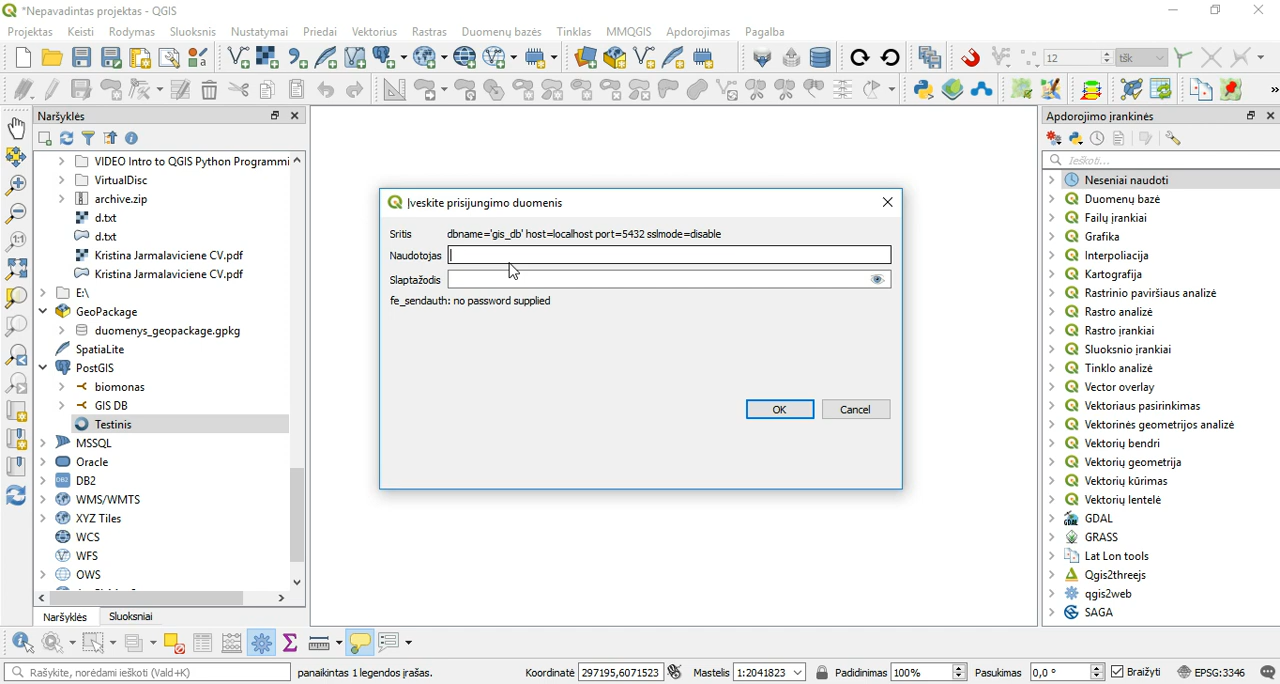 *Nepavadintas projektas - QGIS
Projektas Keisti Rodymas Sluoksnis Nustatymai Priedai Vektorius Rastras Duomenų bazės Tinklas MMQGIS Apdorojimas Pagalba
12 tšk
Naršyklės
VIDEO Intro to QGIS Python Programmi
VirtualDisc
archive.zip
d.txt
d.txt
Kristina Jarmalaviciene CV.pdf
Kristina Jarmalaviciene CV.pdf
E:\
GeoPackage
duomenys_geopackage.gpkg
SpatiaLite
PostGIS
biomonas
GIS DB
Testinis
MSSQL
Oracle
DB2
WMS/WMTS
XYZ Tiles
WCS
WFS
OWS
Naršyklės Sluoksniai
Įveskite prisijungimo duomenis
Sritis dbname='gis_db' host=localhost port=5432 sslmode=disable
Naudotojas
Slaptažodis
fe_sendauth: no password supplied
OK Cancel
Apdorojimo įrankinės
Ieškoti...
Neseniai naudoti
Duomenų bazė
Failų įrankiai
Grafika
Interpoliacija
Kartografija
Rastrinio paviršiaus analizė
Rastro analizė
Rastro įrankiai
Sluoksnio įrankiai
Tinklo analizė
Vector overlay
Vektoriaus pasirinkimas
Vektorinės geometrijos analizė
Vektorių bendri
Vektorių geometrija
Vektorių kūrimas
Vektorių lentelė
GDAL
GRASS
Lat Lon tools
Qgis2threejs
qgis2web
SAGA
Rašykite, norėdami ieškoti (Vald+K) panaikintas 1 legendos įrašas. Koordinatė 297195,6071523 Mastelis 1:2041823 Padidinimas 100% Pasukimas 0,0 ° Braižyti EPSG:3346